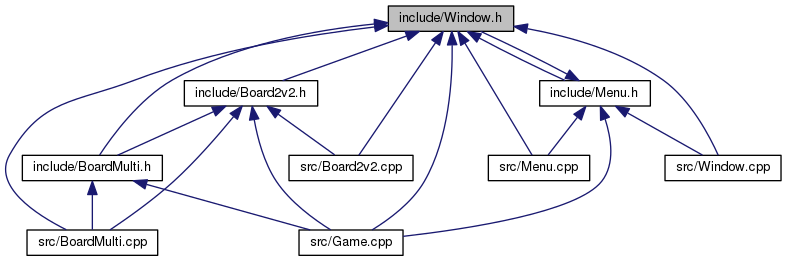 include/Window.h
include/Board2v2.h
include/Menu.h
include/BoardMulti.h
src/Board2v2.cpp
src/Menu.cpp
src/Window.cpp
src/BoardMulti.cpp
src/Game.cpp